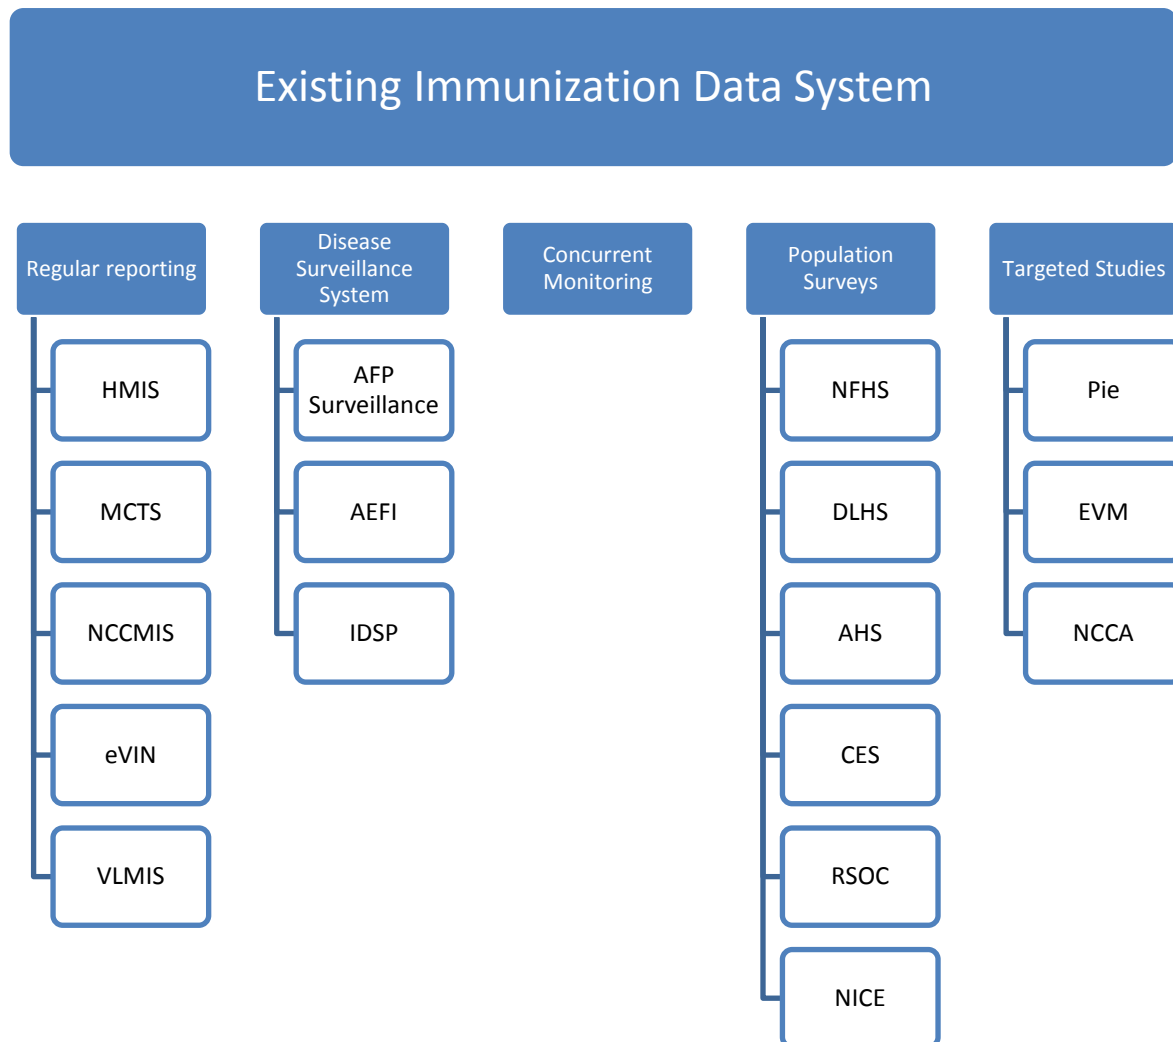 Existing Immunization Data System
Regular reporting
HMIS
MCTS
NCCMIS
eVIN
VLMIS
Disease
Surveillance
System
AFP
Surveillance
AEFI
IDSP
Concurrent
Monitoring
Population
Surveys
NFHS
DLHS
AHS
CES
RSOC
NICE
Targeted Studies
Pie
EVM
NCCA